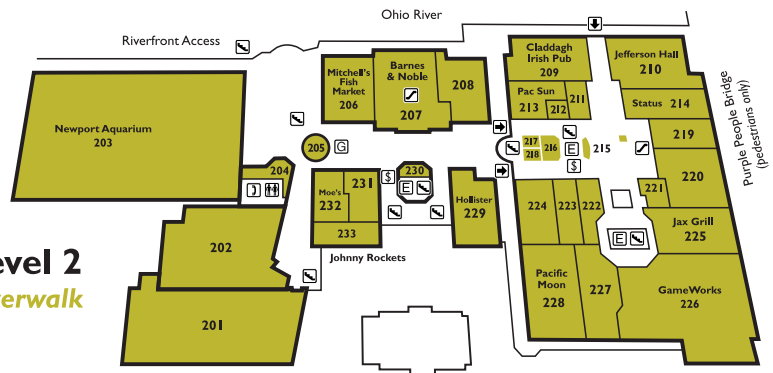 Ohio River
Riverfront Access
Claddagh
Irish Pub
209
Jefferson Hall
210
Mitchell's
Fish
Market
206
Barnes
& Noble
207
208
Pac Sun
213
212
211
Status 214
Purple People Bridge
(pedestrians only)
Newport Aquarium
203
205
G
217
218
216
E
$
215
219
204
230
E
$
220
221
Moe's
232
231
233
Hollister
229
224
223
222
Jax Grill
225
E
202
evel 2
erwalk
Johnny Rockets
Pacific
Moon
228
227
GameWorks
226
201